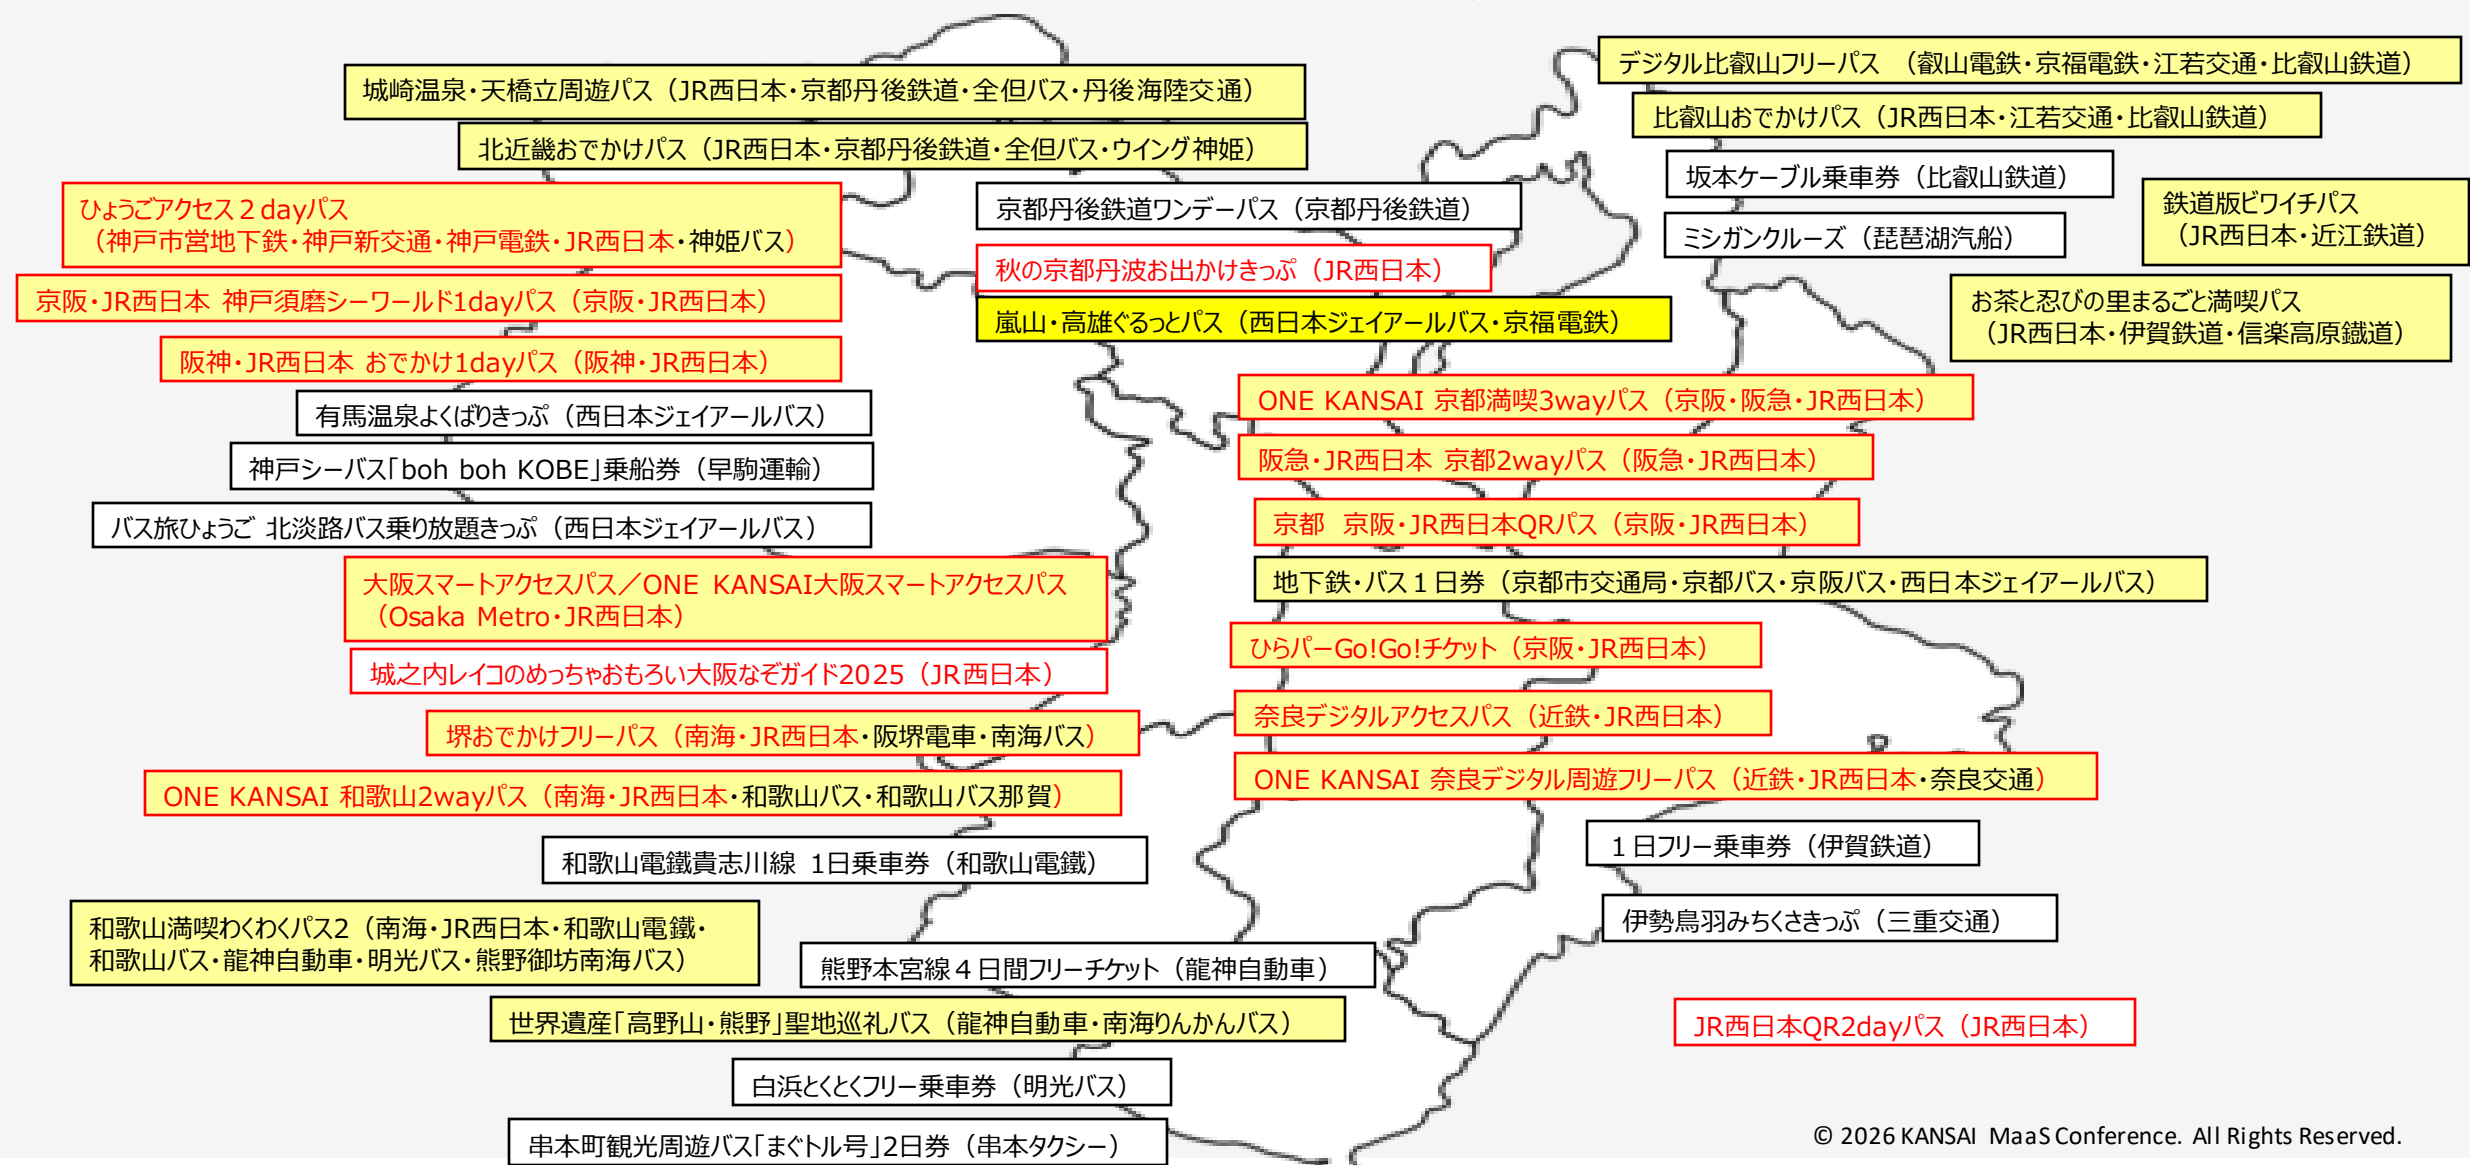 城崎温泉・天橋立周遊パス（JR西日本・京都丹後鉄道・全但バス・丹後海陸交通）
北近畿おでかけパス（JR西日本・京都丹後鉄道・全但バス・ウイング神姫）
ひょうごアクセス２dayパス
（神戸市営地下鉄・神戸新交通・神戸電鉄・JR西日本・神姫バス）
京阪・JR西日本 神戸須磨シーワールド1dayパス（京阪・JR西日本）
阪神・JR西日本 おでかけ1dayパス（阪神・JR西日本）
有馬温泉よくばりきっぷ（西日本ジェイアールバス）
神戸シーバス「boh boh KOBE」乗船券（早駒運輸）
バス旅ひょうご 北淡路バス乗り放題きっぷ（西日本ジェイアールバス）
大阪スマートアクセスパス／ONE KANSAI大阪スマートアクセスパス
（Osaka Metro・JR西日本）
城之内レイコのめっちゃおもろい大阪なぞガイド2025（JR西日本）
堺おでかけフリーパス（南海・JR西日本・阪堺電車・南海バス）
ONE KANSAI 和歌山2wayパス（南海・JR西日本・和歌山バス・和歌山バス那賀）
和歌山電鐵貴志川線 1日乗車券（和歌山電鐵）
和歌山満喫わくわくパス2（南海・JR西日本・和歌山電鐵・
和歌山バス・龍神自動車・明光バス・熊野御坊南海バス）
熊野本宮線４日間フリーチケット（龍神自動車）
世界遺産「高野山・熊野」聖地巡礼バス（龍神自動車・南海りんかんバス）
白浜とくとくフリー乗車券（明光バス）
串本町観光周遊バス「まぐトル号」2日券（串本タクシー）
京都丹後鉄道ワンデーパス（京都丹後鉄道）
秋の京都丹波お出かけきっぷ（JR西日本）
嵐山・高雄ぐるっとパス（西日本ジェイアールバス・京福電鉄）
デジタル比叡山フリーパス （叡山電鉄・京福電鉄・江若交通・比叡山鉄道）
比叡山おでかけパス（JR西日本・江若交通・比叡山鉄道）
坂本ケーブル乗車券（比叡山鉄道）
ミシガンクルーズ（琵琶湖汽船）
鉄道版ビワイチパス
（JR西日本・近江鉄道）
お茶と忍びの里まるごと満喫パス
（JR西日本・伊賀鉄道・信楽高原鐵道）
ONE KANSAI 京都満喫3wayパス（京阪・阪急・JR西日本）
阪急・JR西日本 京都2wayパス（阪急・JR西日本）
京都 京阪・JR西日本QRパス（京阪・JR西日本）
地下鉄・バス１日券（京都市交通局・京都バス・京阪バス・西日本ジェイアールバス）
ひらパーGo!Go!チケット（京阪・JR西日本）
奈良デジタルアクセスパス（近鉄・JR西日本）
ONE KANSAI 奈良デジタル周遊フリーパス（近鉄・JR西日本・奈良交通）
１日フリー乗車券（伊賀鉄道）
伊勢鳥羽みちくさきっぷ（三重交通）
JR西日本QR2dayパス（JR西日本）
© 2026 KANSAI MaaS Conference. All Rights Reserved.